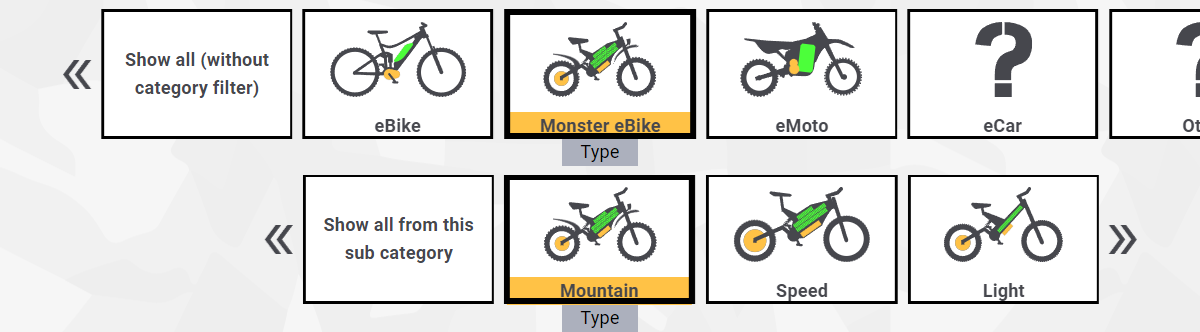 «
Show all (without
category filter)
eBike
Monster eBike
eMoto
?
eCar
?
Ot
Type
«
Show all from this
sub category
Mountain
Speed
Light
»
Type